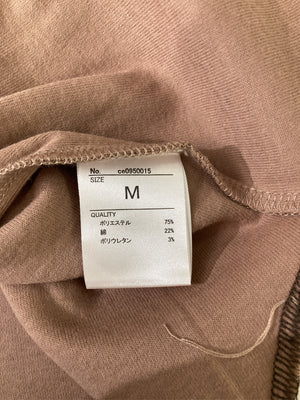 No. ce0950015
SIZE
M
QUALITY
ポリエステル 75%
綿 22%
ポリウレタン 3%